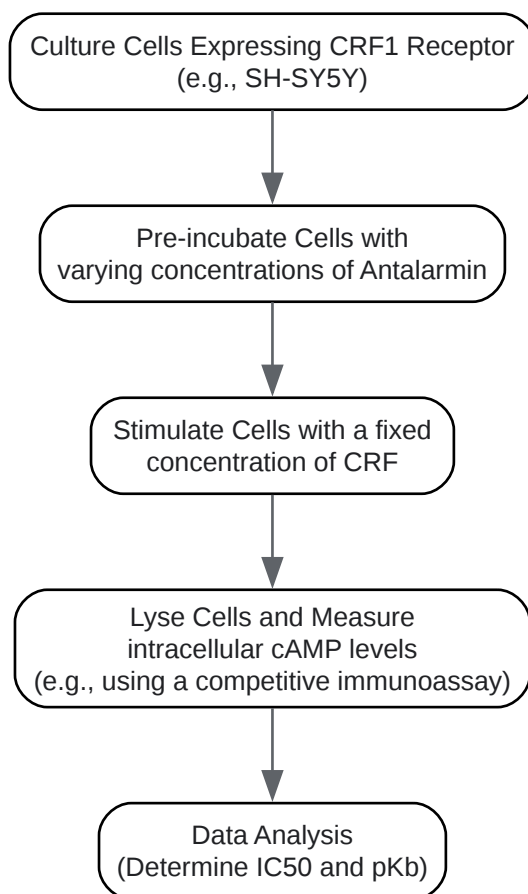 Culture Cells Expressing CRF1 Receptor
(e.g., SH-SY5Y)
Pre-incubate Cells with
varying concentrations of Antalarmin
Stimulate Cells with a fixed
concentration of CRF
Lyse Cells and Measure
intracellular cAMP levels
(e.g., using a competitive immunoassay)
Data Analysis
(Determine IC50 and pKb)